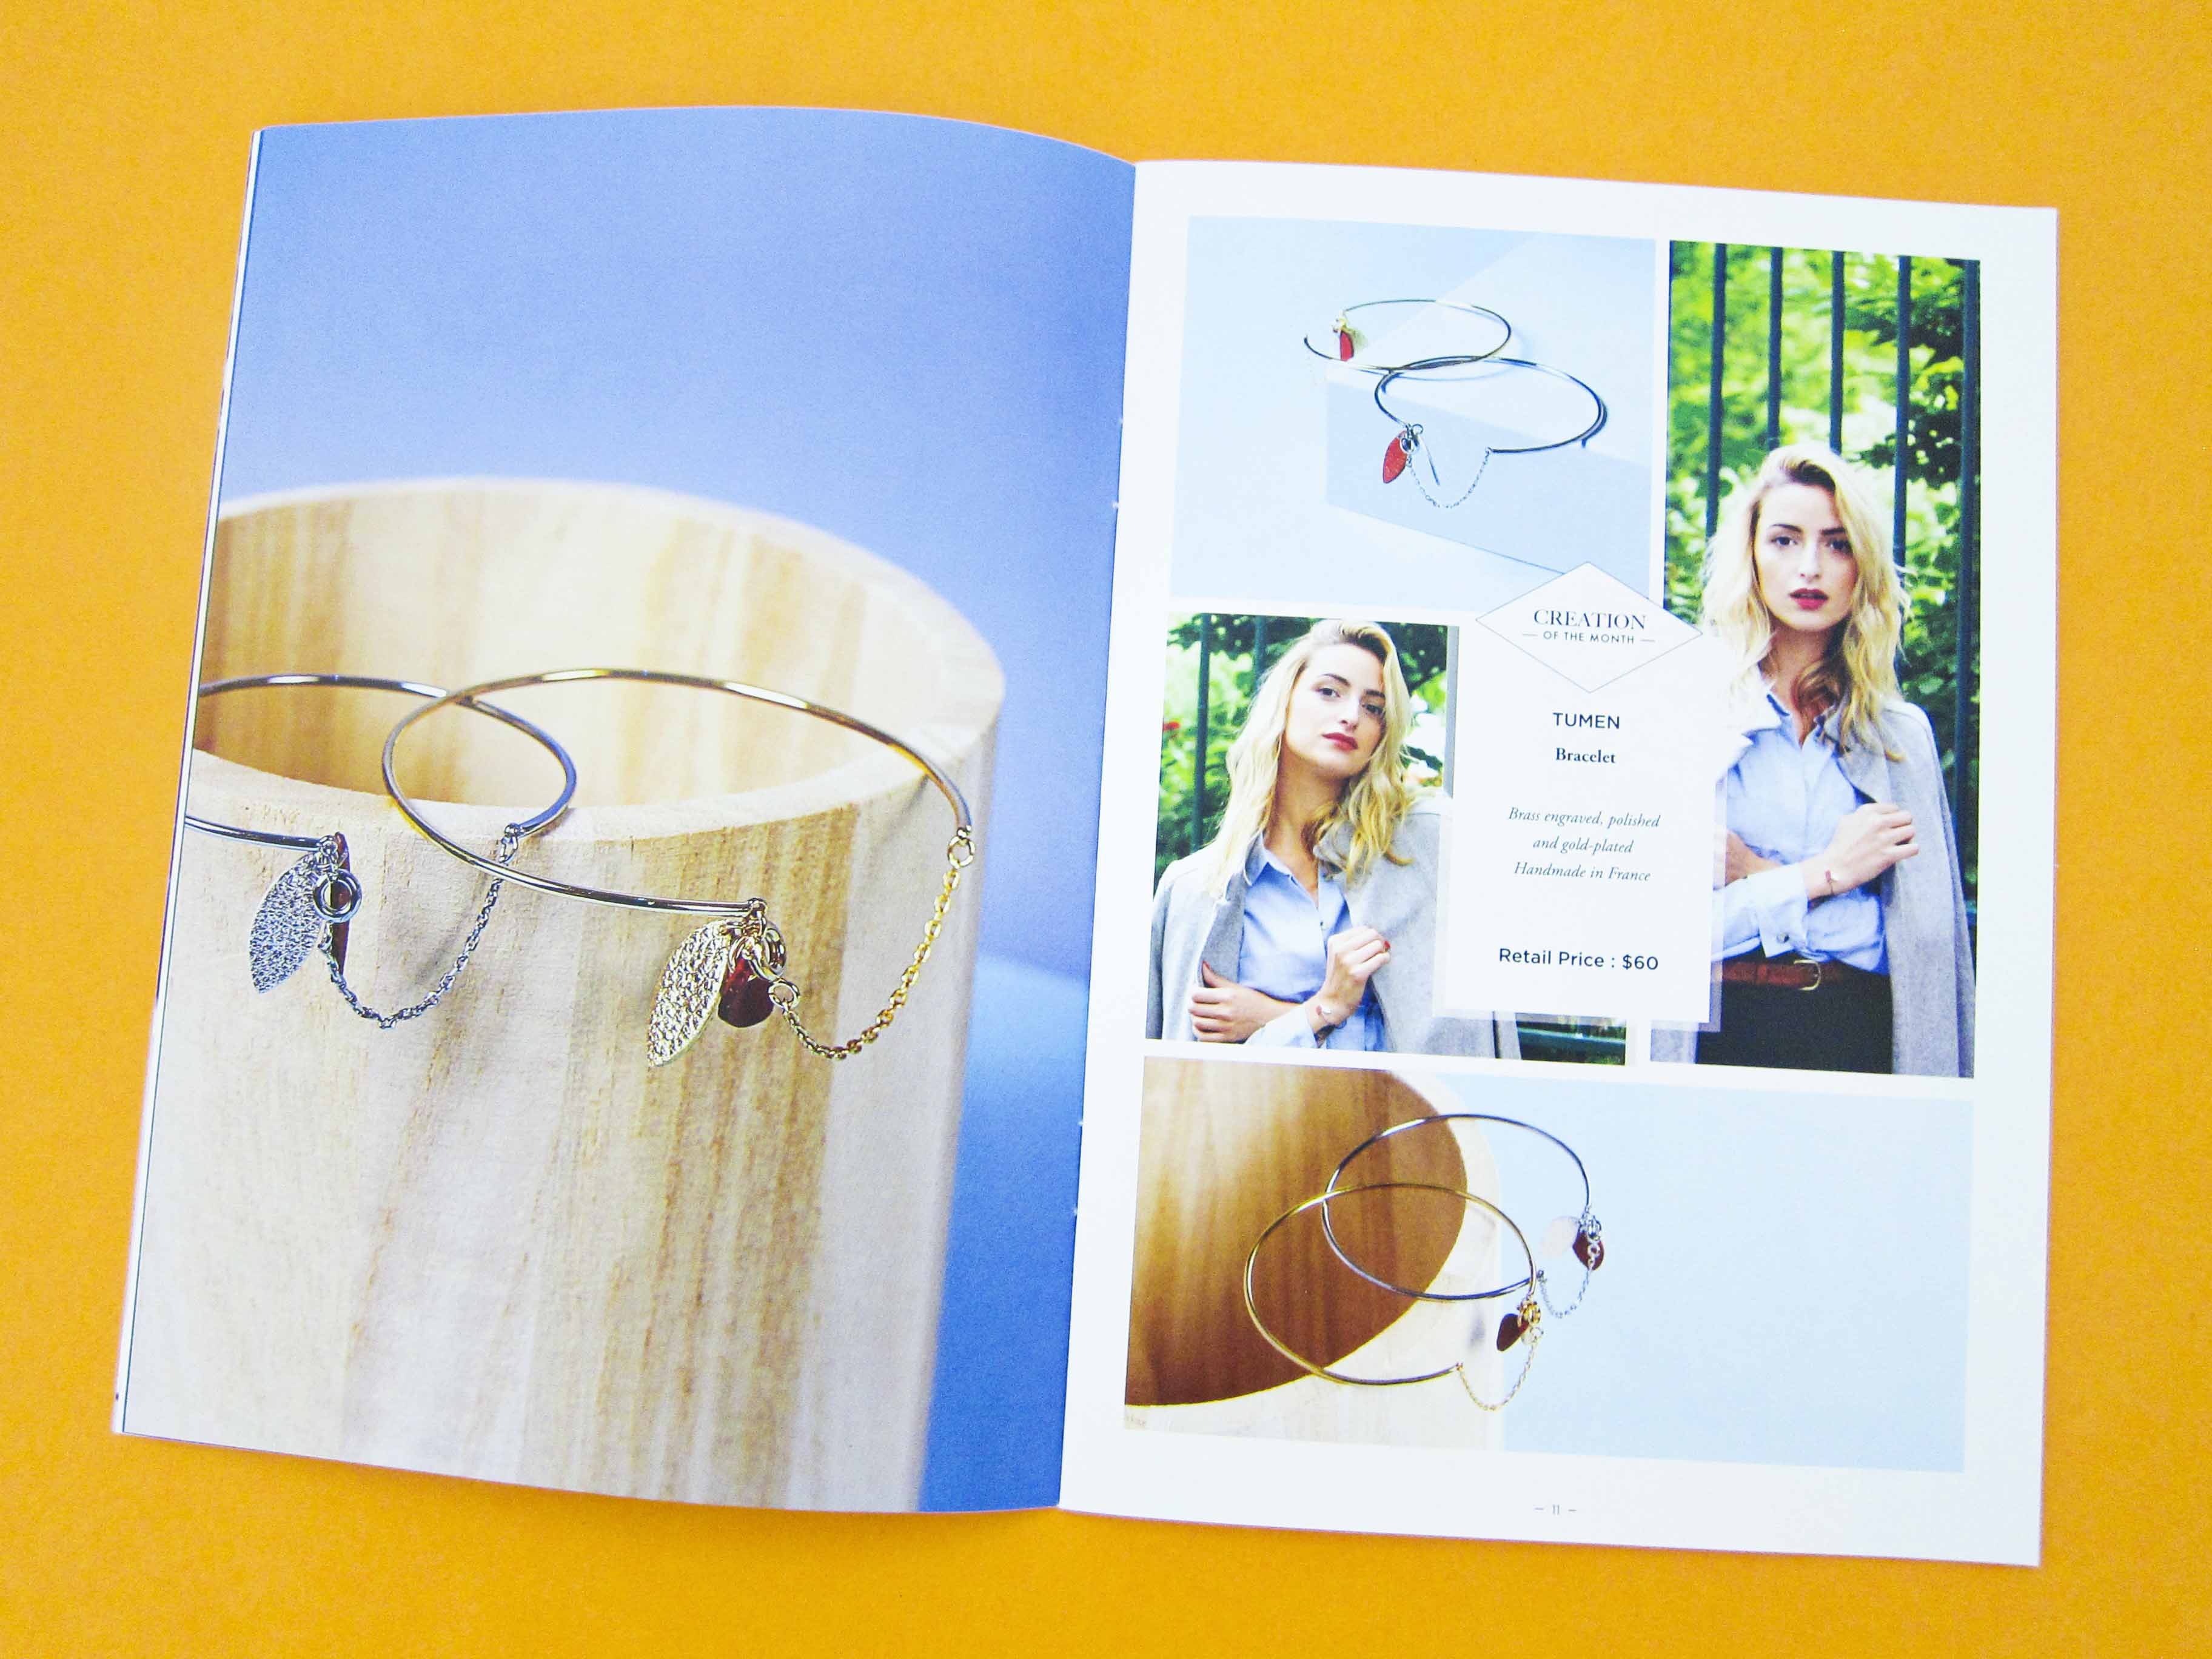 CREATION
— OF THE MONTH —
TUMEN
Bracelet
Brass engraved, polished
and gold-plated
Handmade in France
Retail Price : $60
– 11 –